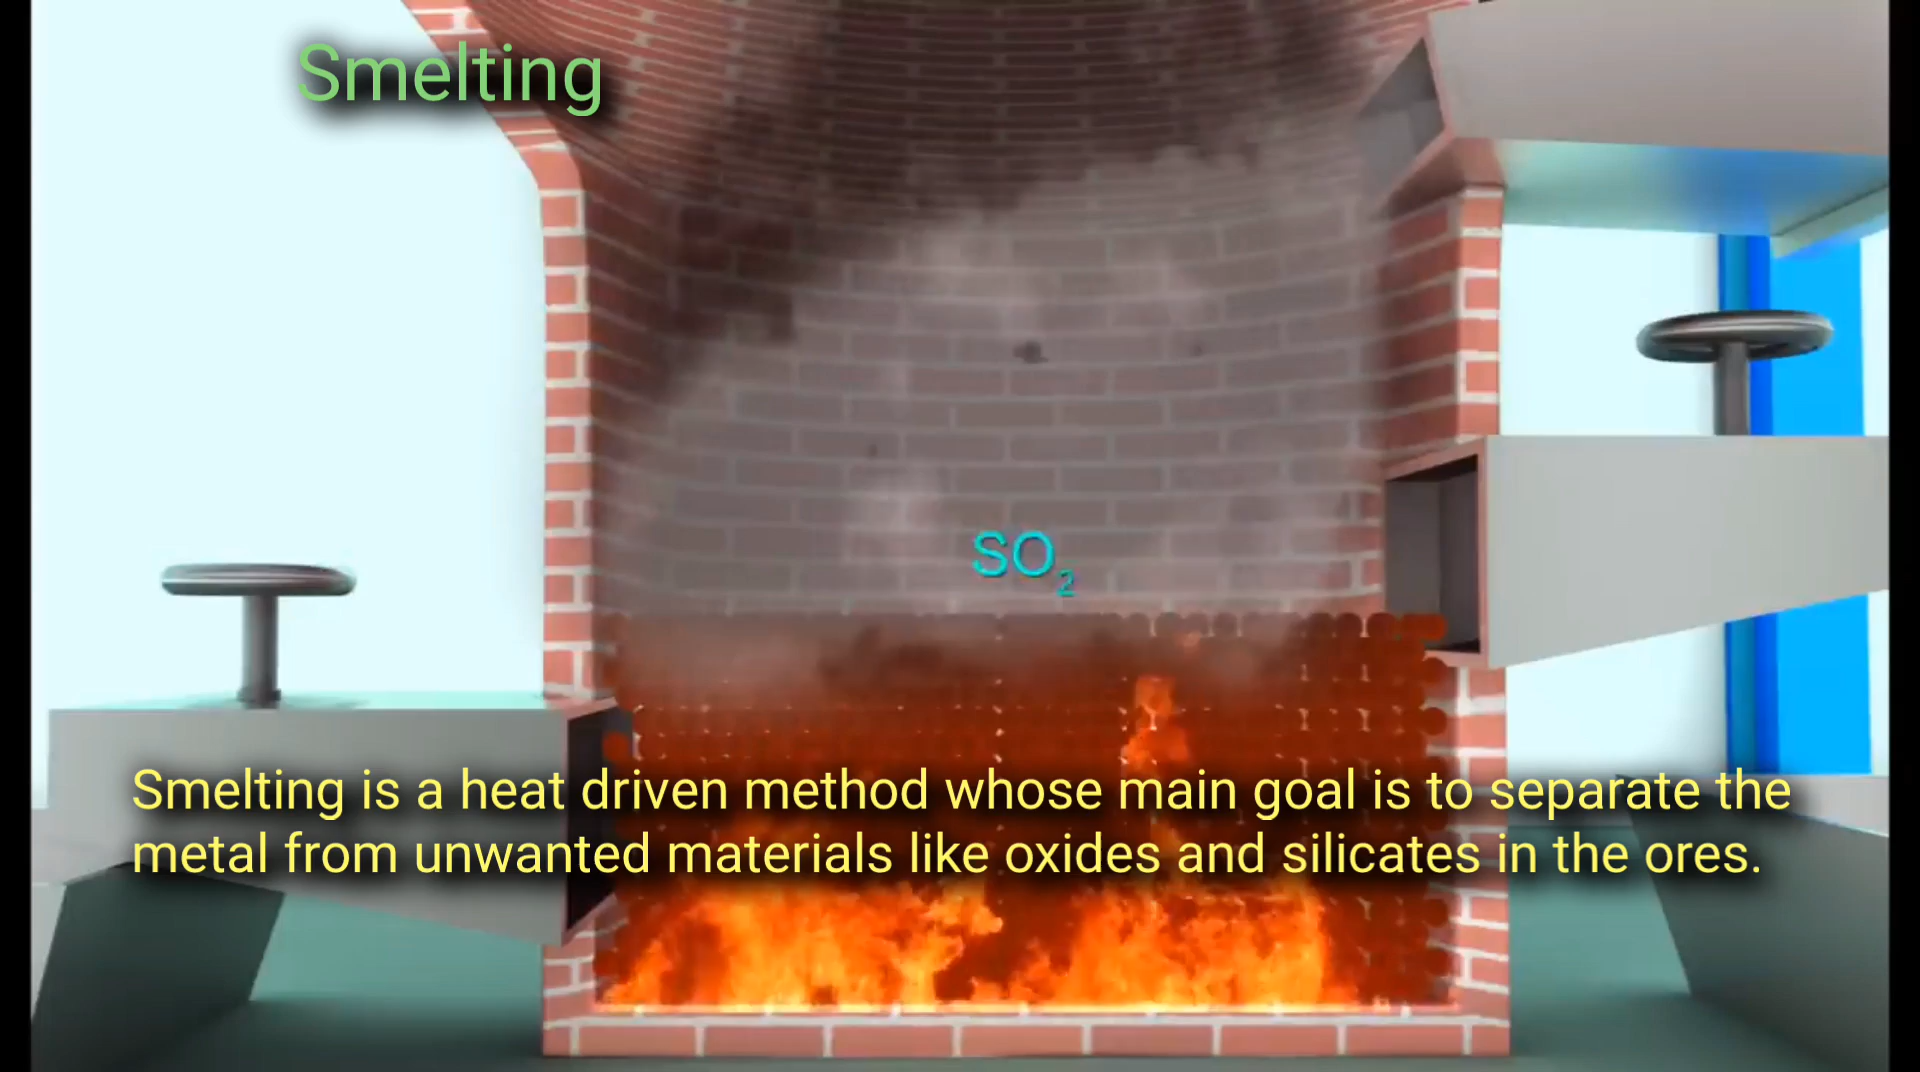 Smelting
SO₂
Smelting is a heat driven method whose main goal is to separate the
metal from unwanted materials like oxides and silicates in the ores.